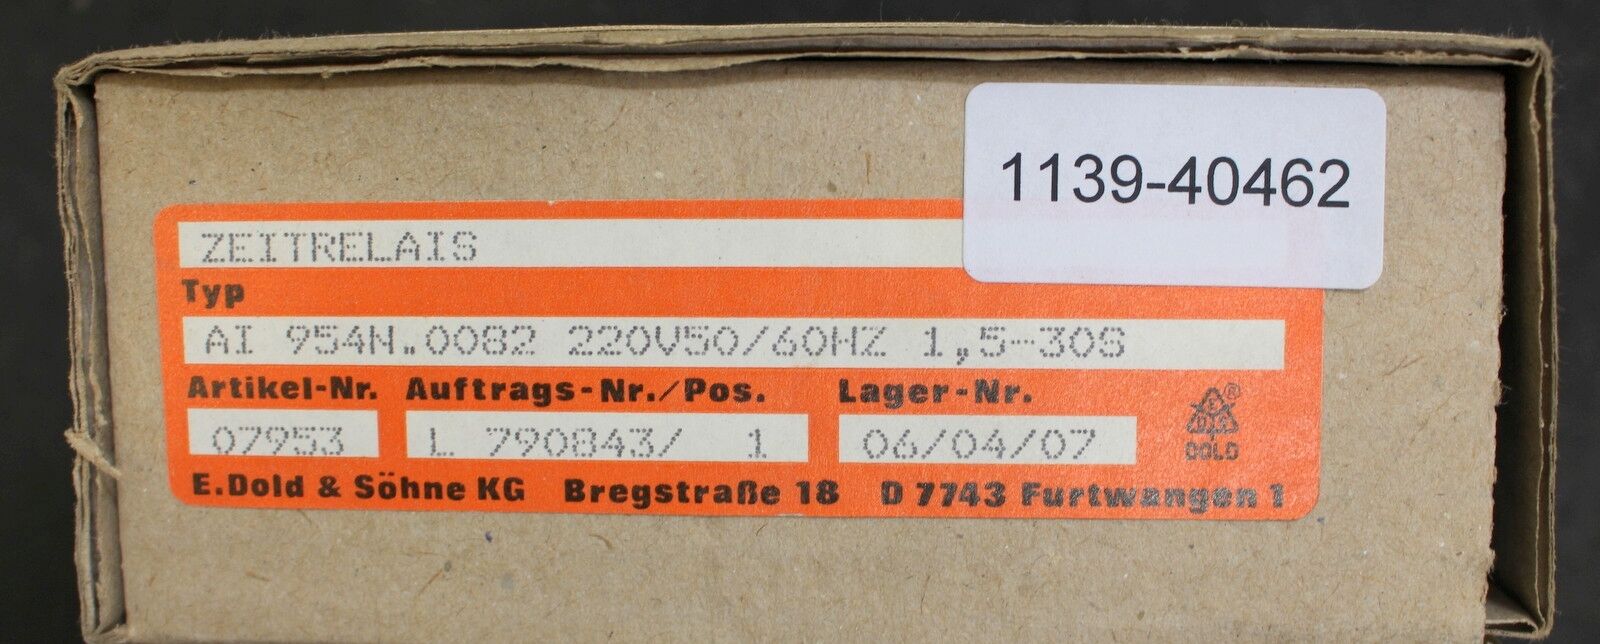 1139-40462
ZEITRELAIS
Typ
AI 954N.0082 220V50/60HZ 1,5-30S
Artikel-Nr. Auftrags-Nr./Pos. Lager-Nr.
07953 L 790843/ 1 06/04/07
®
DOLD
E.Dold & Söhne KG Bregstraße 18 D 7743 Furtwangen 1